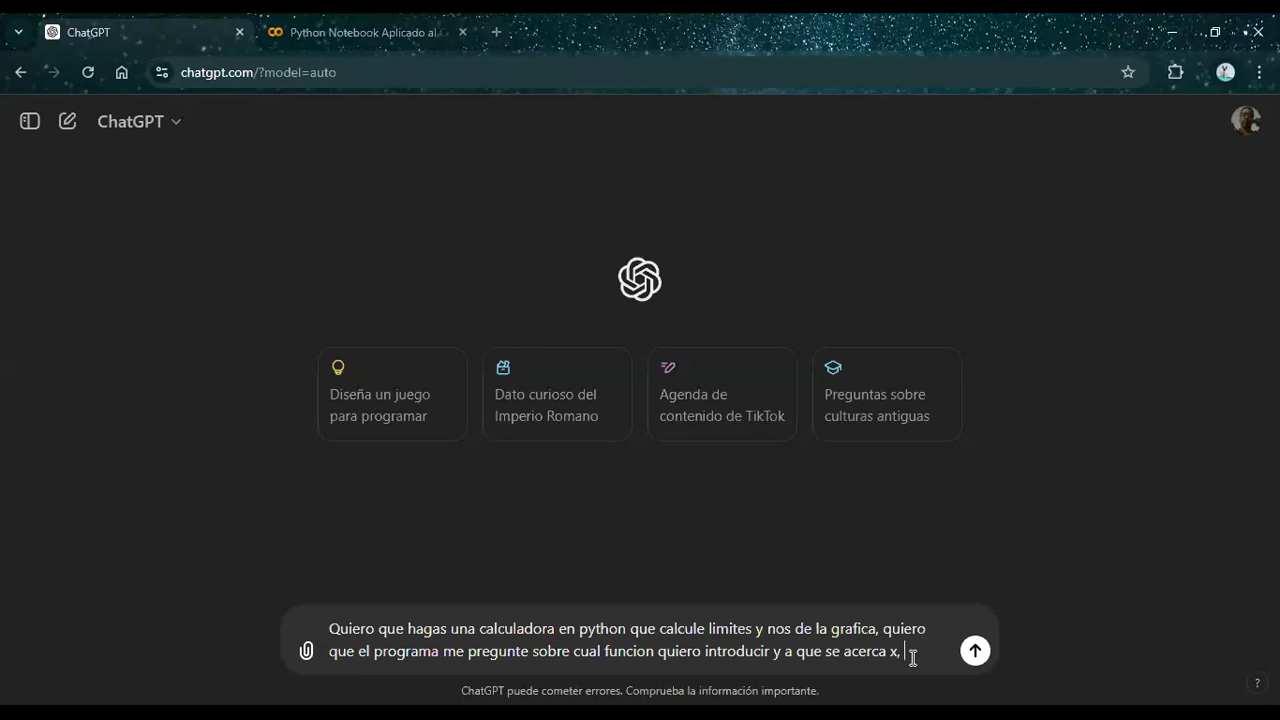 ChatGPT
Python Notebook Aplicado al
chatgpt.com/?model=auto
ChatGPT
Diseña un juego
para programar
Dato curioso del
Imperio Romano
Agenda de
contenido de TikTok
Preguntas sobre
culturas antiguas
Quiero que hagas una calculadora en python que calcule limites y nos de la grafica, quiero
que el programa me pregunte sobre cual funcion quiero introducir y a que se acerca x,
ChatGPT puede cometer errores. Comprueba la información importante.
?